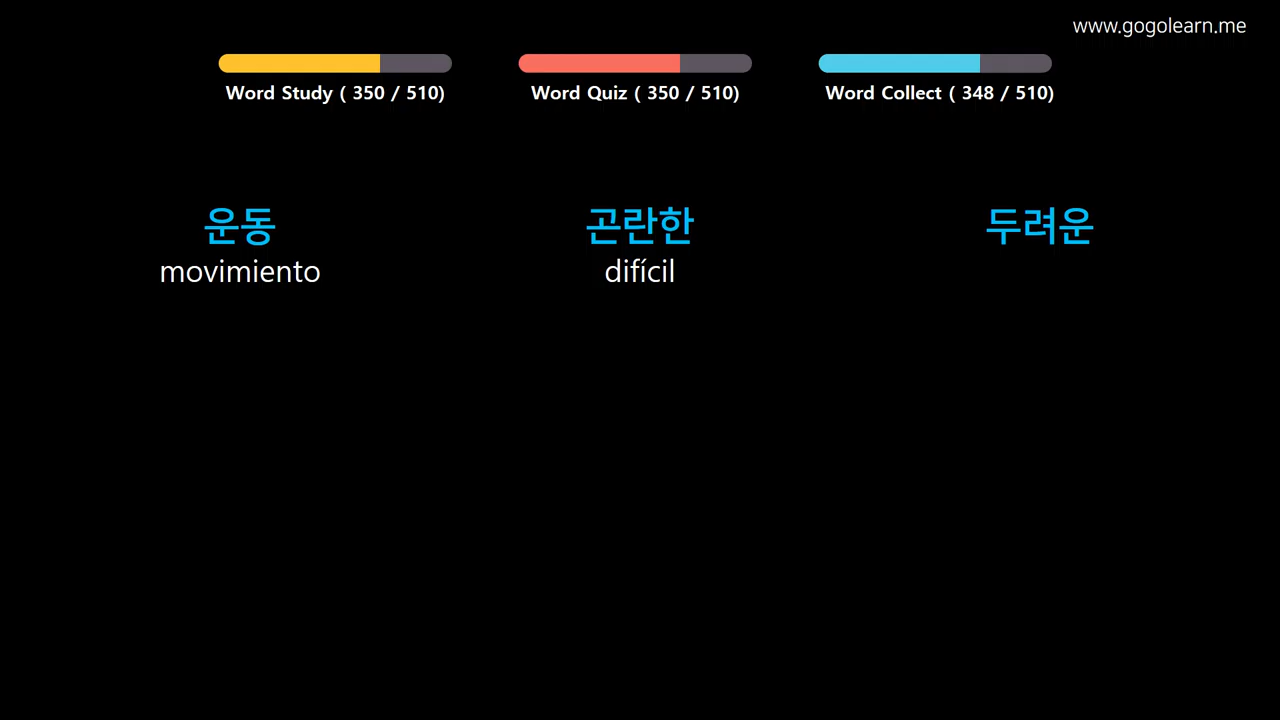 www.gogolearn.me
Word Study ( 350 / 510)
Word Quiz ( 350 / 510)
Word Collect ( 348 / 510)
운동
movimiento
곤란한
difícil
두려운